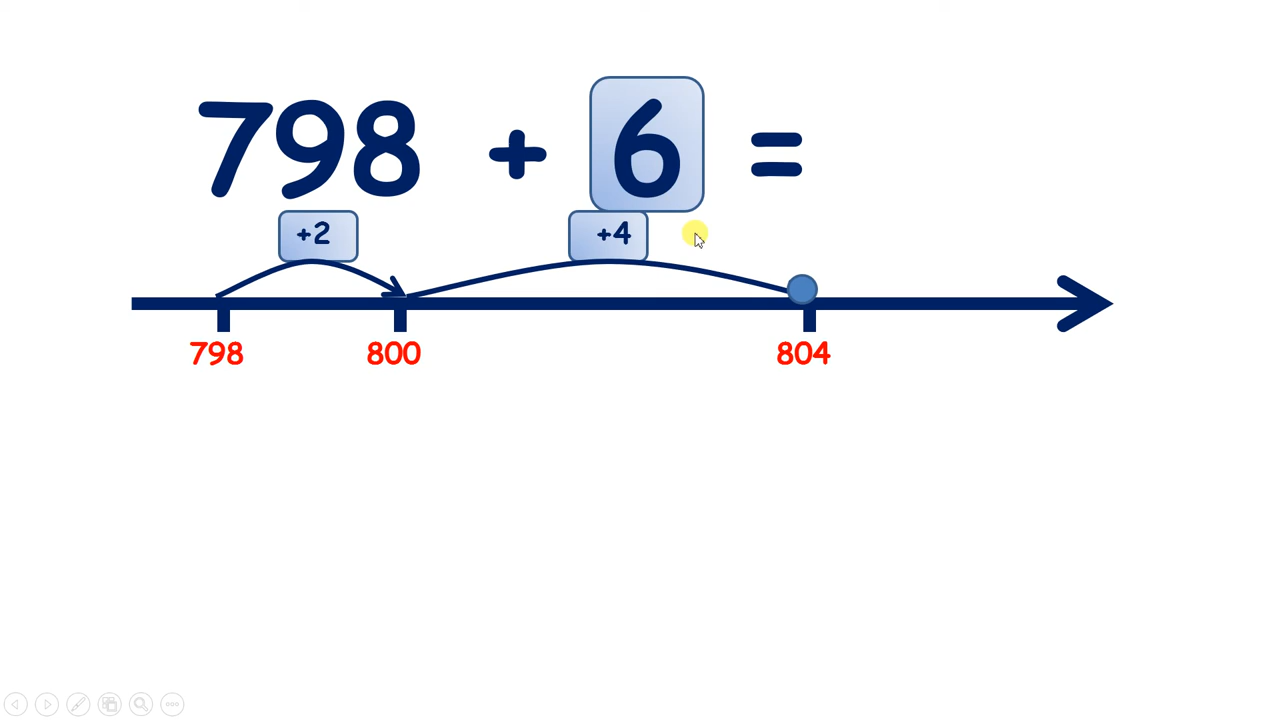 798 + 6 =
+2 +4
798 800 804